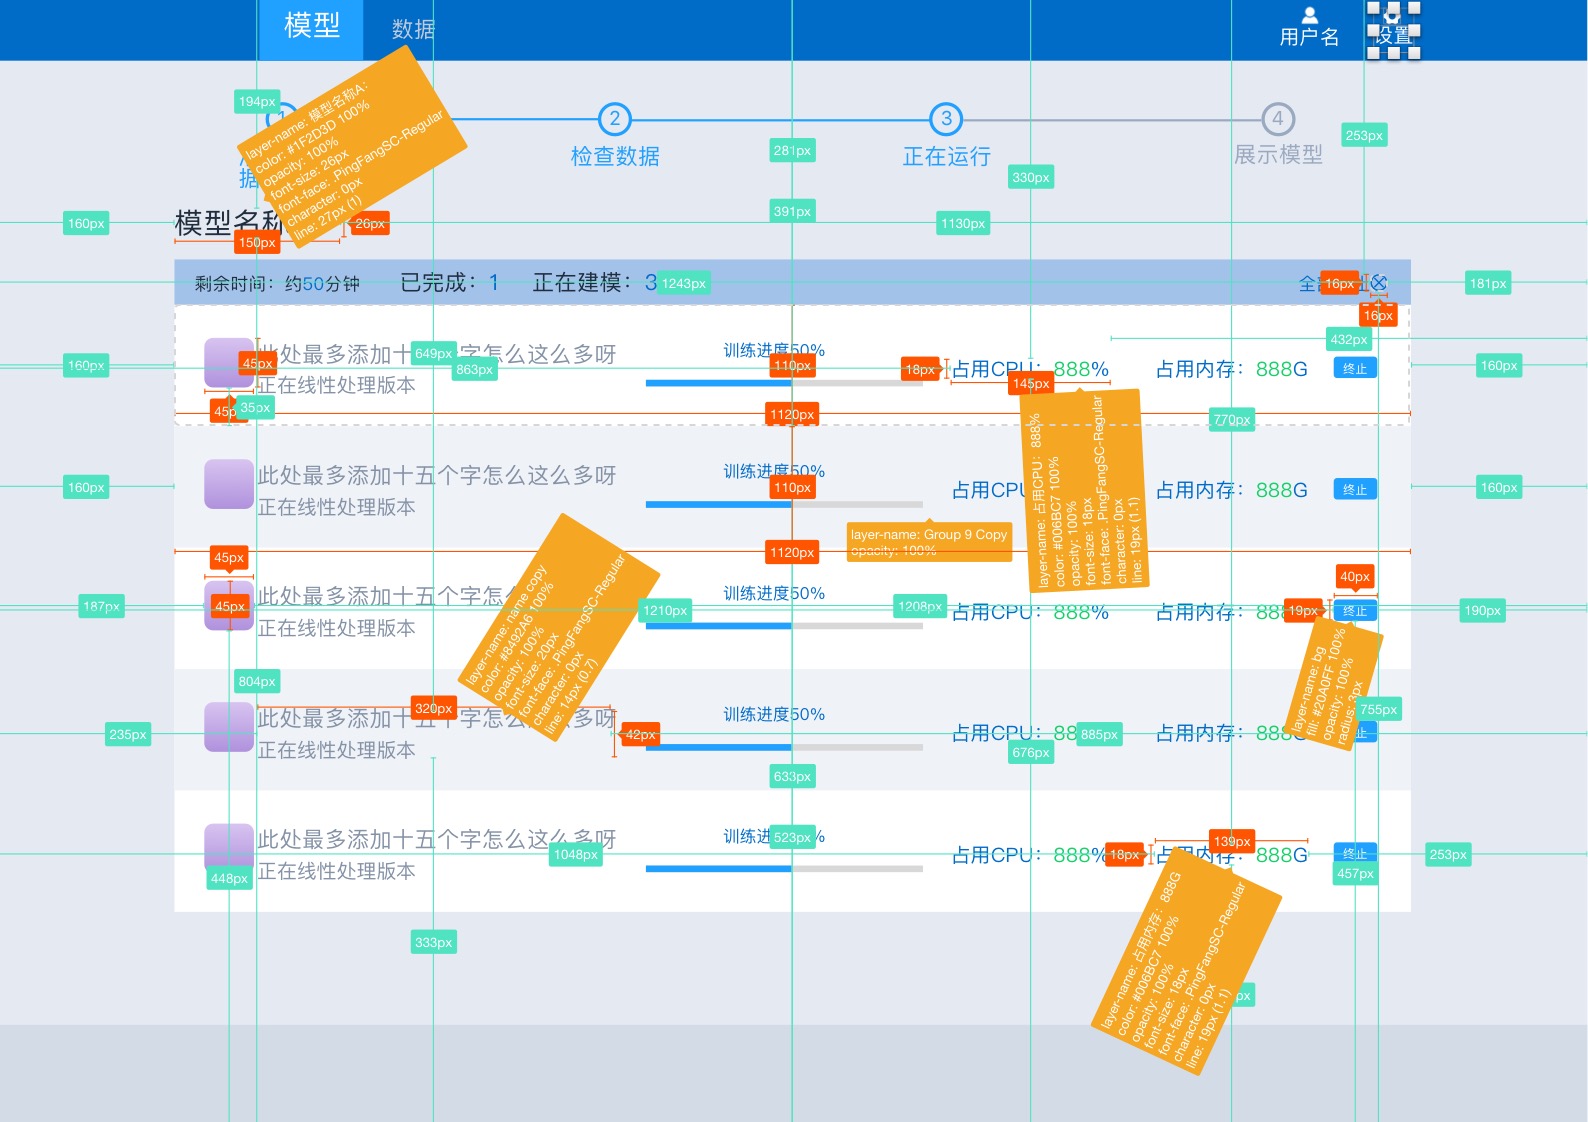 模型
数据
用户名
设置
194px
1
2
3
4
检查数据
正在运行
展示模型
281px
330px
253px
391px
1130px
160px
模型名称
26px
150px
layer-name: 模型名称A:
color: #1F2D3D 100%
opacity: 100%
font-size: 26px
font-face: .PingFangSC-Regular
character: 0px
line: 27px (1)
剩余时间：约50分钟
已完成：1
正在建模：3
1243px
16px
181px
16px
此处最多添加十五个字怎么这么多呀
正在线性处理版本
649px
863px
45px
45px
35px
160px
训练进度50%
110px
18px
占用CPU：888%
145px
占用内存：888G
终止
432px
160px
1120px
770px
此处最多添加十五个字怎么这么多呀
正在线性处理版本
160px
训练进度50%
110px
占用CPU
占用内存：888G
终止
160px
layer-name: 占用CPU： 888%
color: #006BC7 100%
opacity: 100%
font-size: 18px
font-face: .PingFangSC-Regular
character: 0px
line: 19px (1.1)
layer-name: Group 9 Copy
opacity: 100%
1120px
45px
45px
187px
正在线性处理版本
layer-name: name copy
color: #8492A6 100%
opacity: 100%
font-size: 20px
font-face: .PingFangSC-Regular
character: 0px
line: 14px (0.7)
1210px
训练进度50%
1208px
占用CPU：888%
占用内存：888G
40px
19px
终止
190px
layer-name: bg
fill: #20A0FF 100%
opacity: 100%
radius: 3px
804px
320px
此处最多添加十五个字怎么这么多呀
正在线性处理版本
235px
42px
训练进度50%
占用CPU：88
885px
676px
占用内存：888G
755px
633px
此处最多添加十五个字怎么这么多呀
正在线性处理版本
448px
1048px
523px
占用CPU：888%
18px
139px
占用内存：888G
终止
457px
253px
layer-name: 占用内存：888G
color: #006BC7 100%
opacity: 100%
font-size: 18px
font-face: .PingFangSC-Regular
character: 0px
line: 19px (1.1)
333px